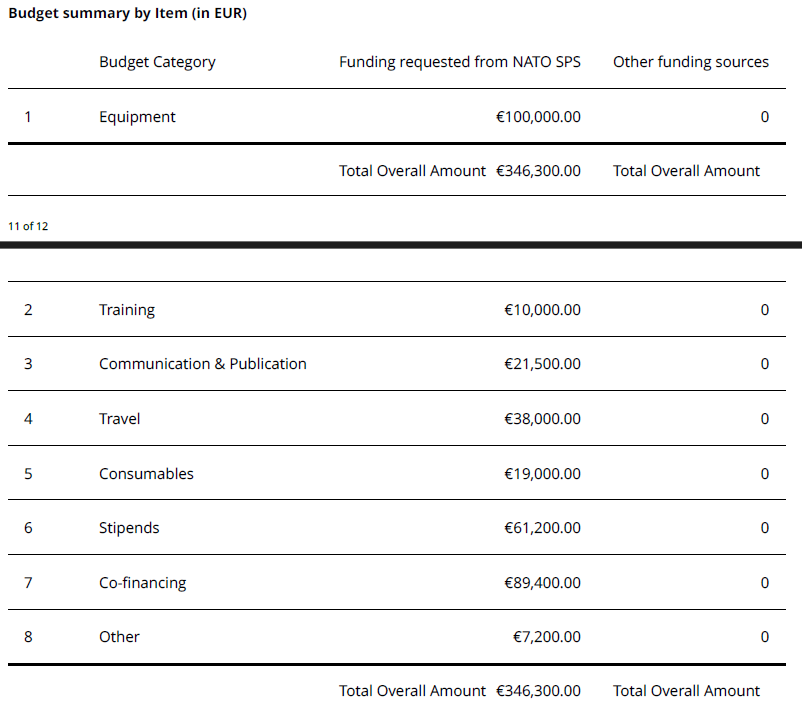 Budget summary by Item (in EUR)
Budget Category Funding requested from NATO SPS Other funding sources
1 Equipment €100,000.00 0
Total Overall Amount €346,300.00 Total Overall Amount
11 of 12
2 Training €10,000.00 0
3 Communication & Publication €21,500.00 0
4 Travel €38,000.00 0
5 Consumables €19,000.00 0
6 Stipends €61,200.00 0
7 Co-financing €89,400.00 0
8 Other €7,200.00 0
Total Overall Amount €346,300.00 Total Overall Amount